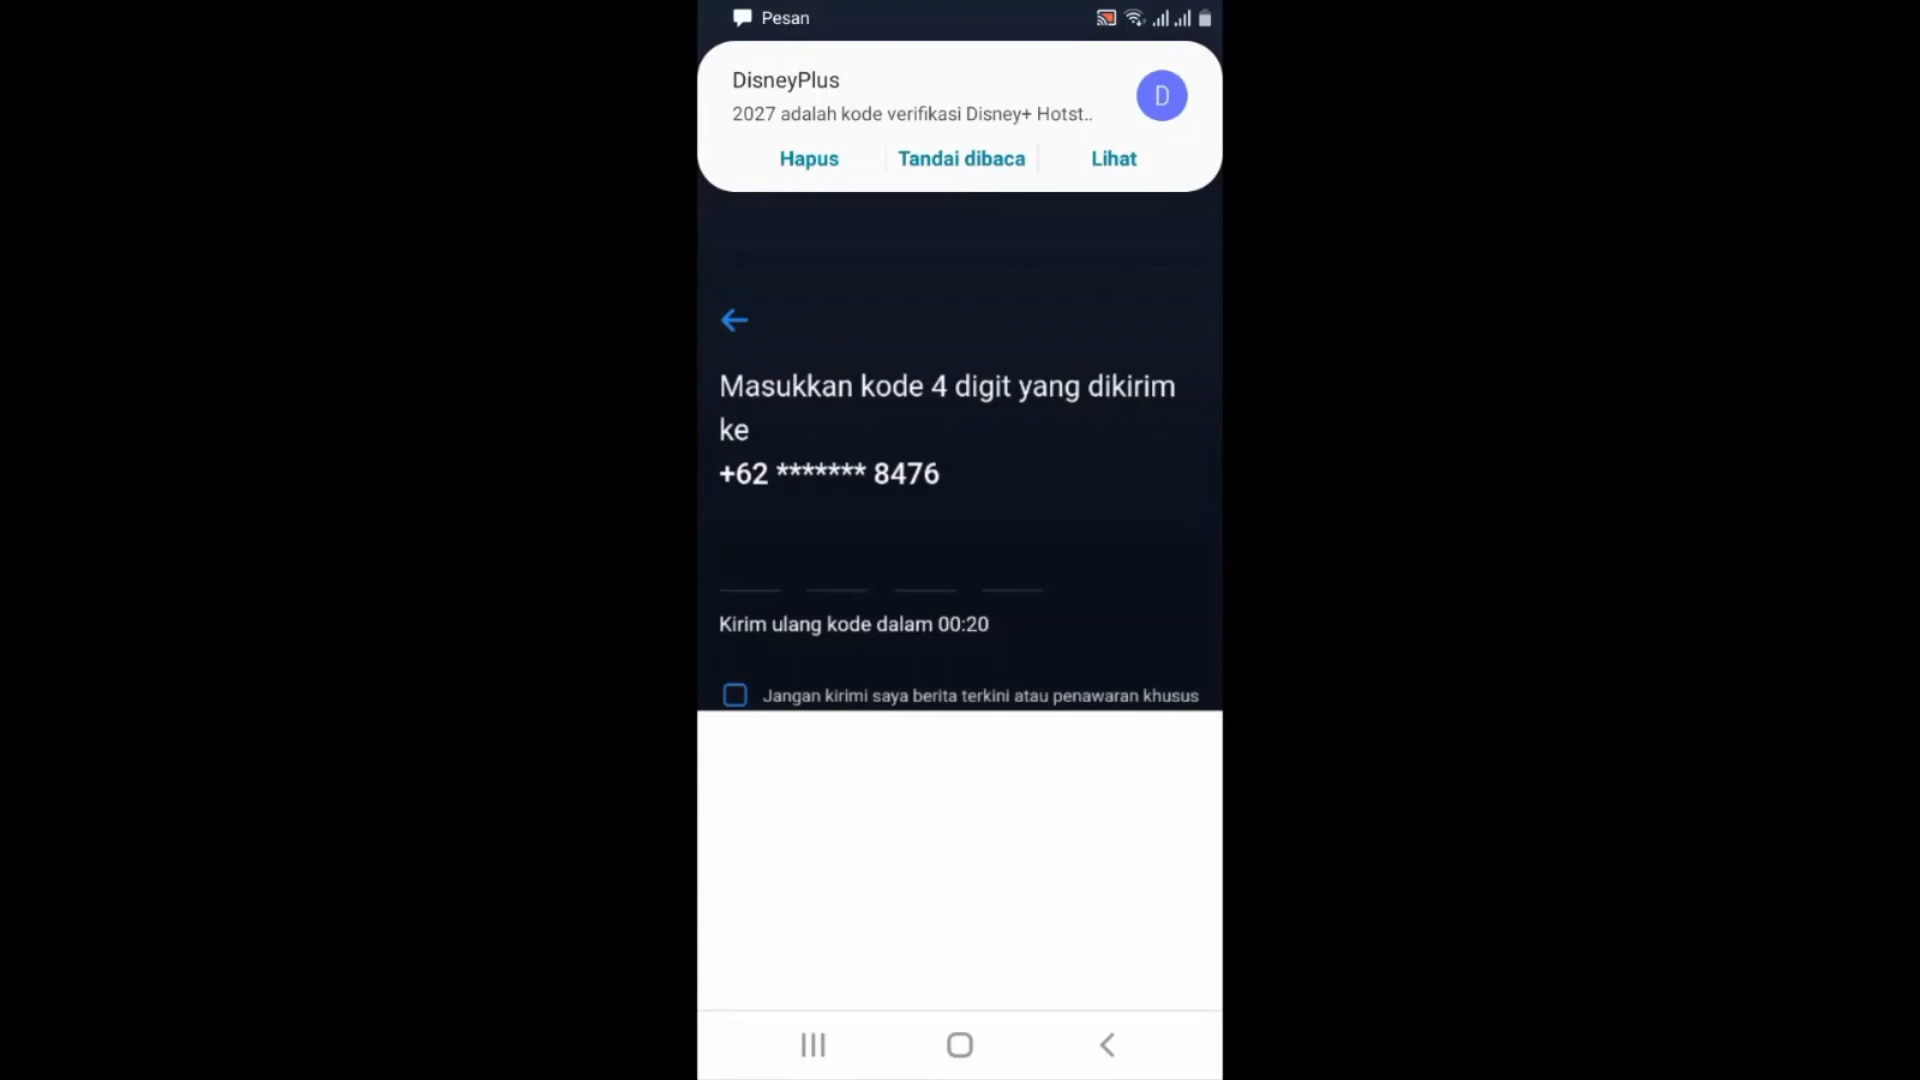 Pesan
DisneyPlus
D
2027 adalah kode verifikasi Disney+ Hotst..
Hapus
Tandai dibaca
Lihat
Masukkan kode 4 digit yang dikirim
ke
+62 ******* 8476
Kirim ulang kode dalam 00:20
Jangan kirimi saya berita terkini atau penawaran khusus